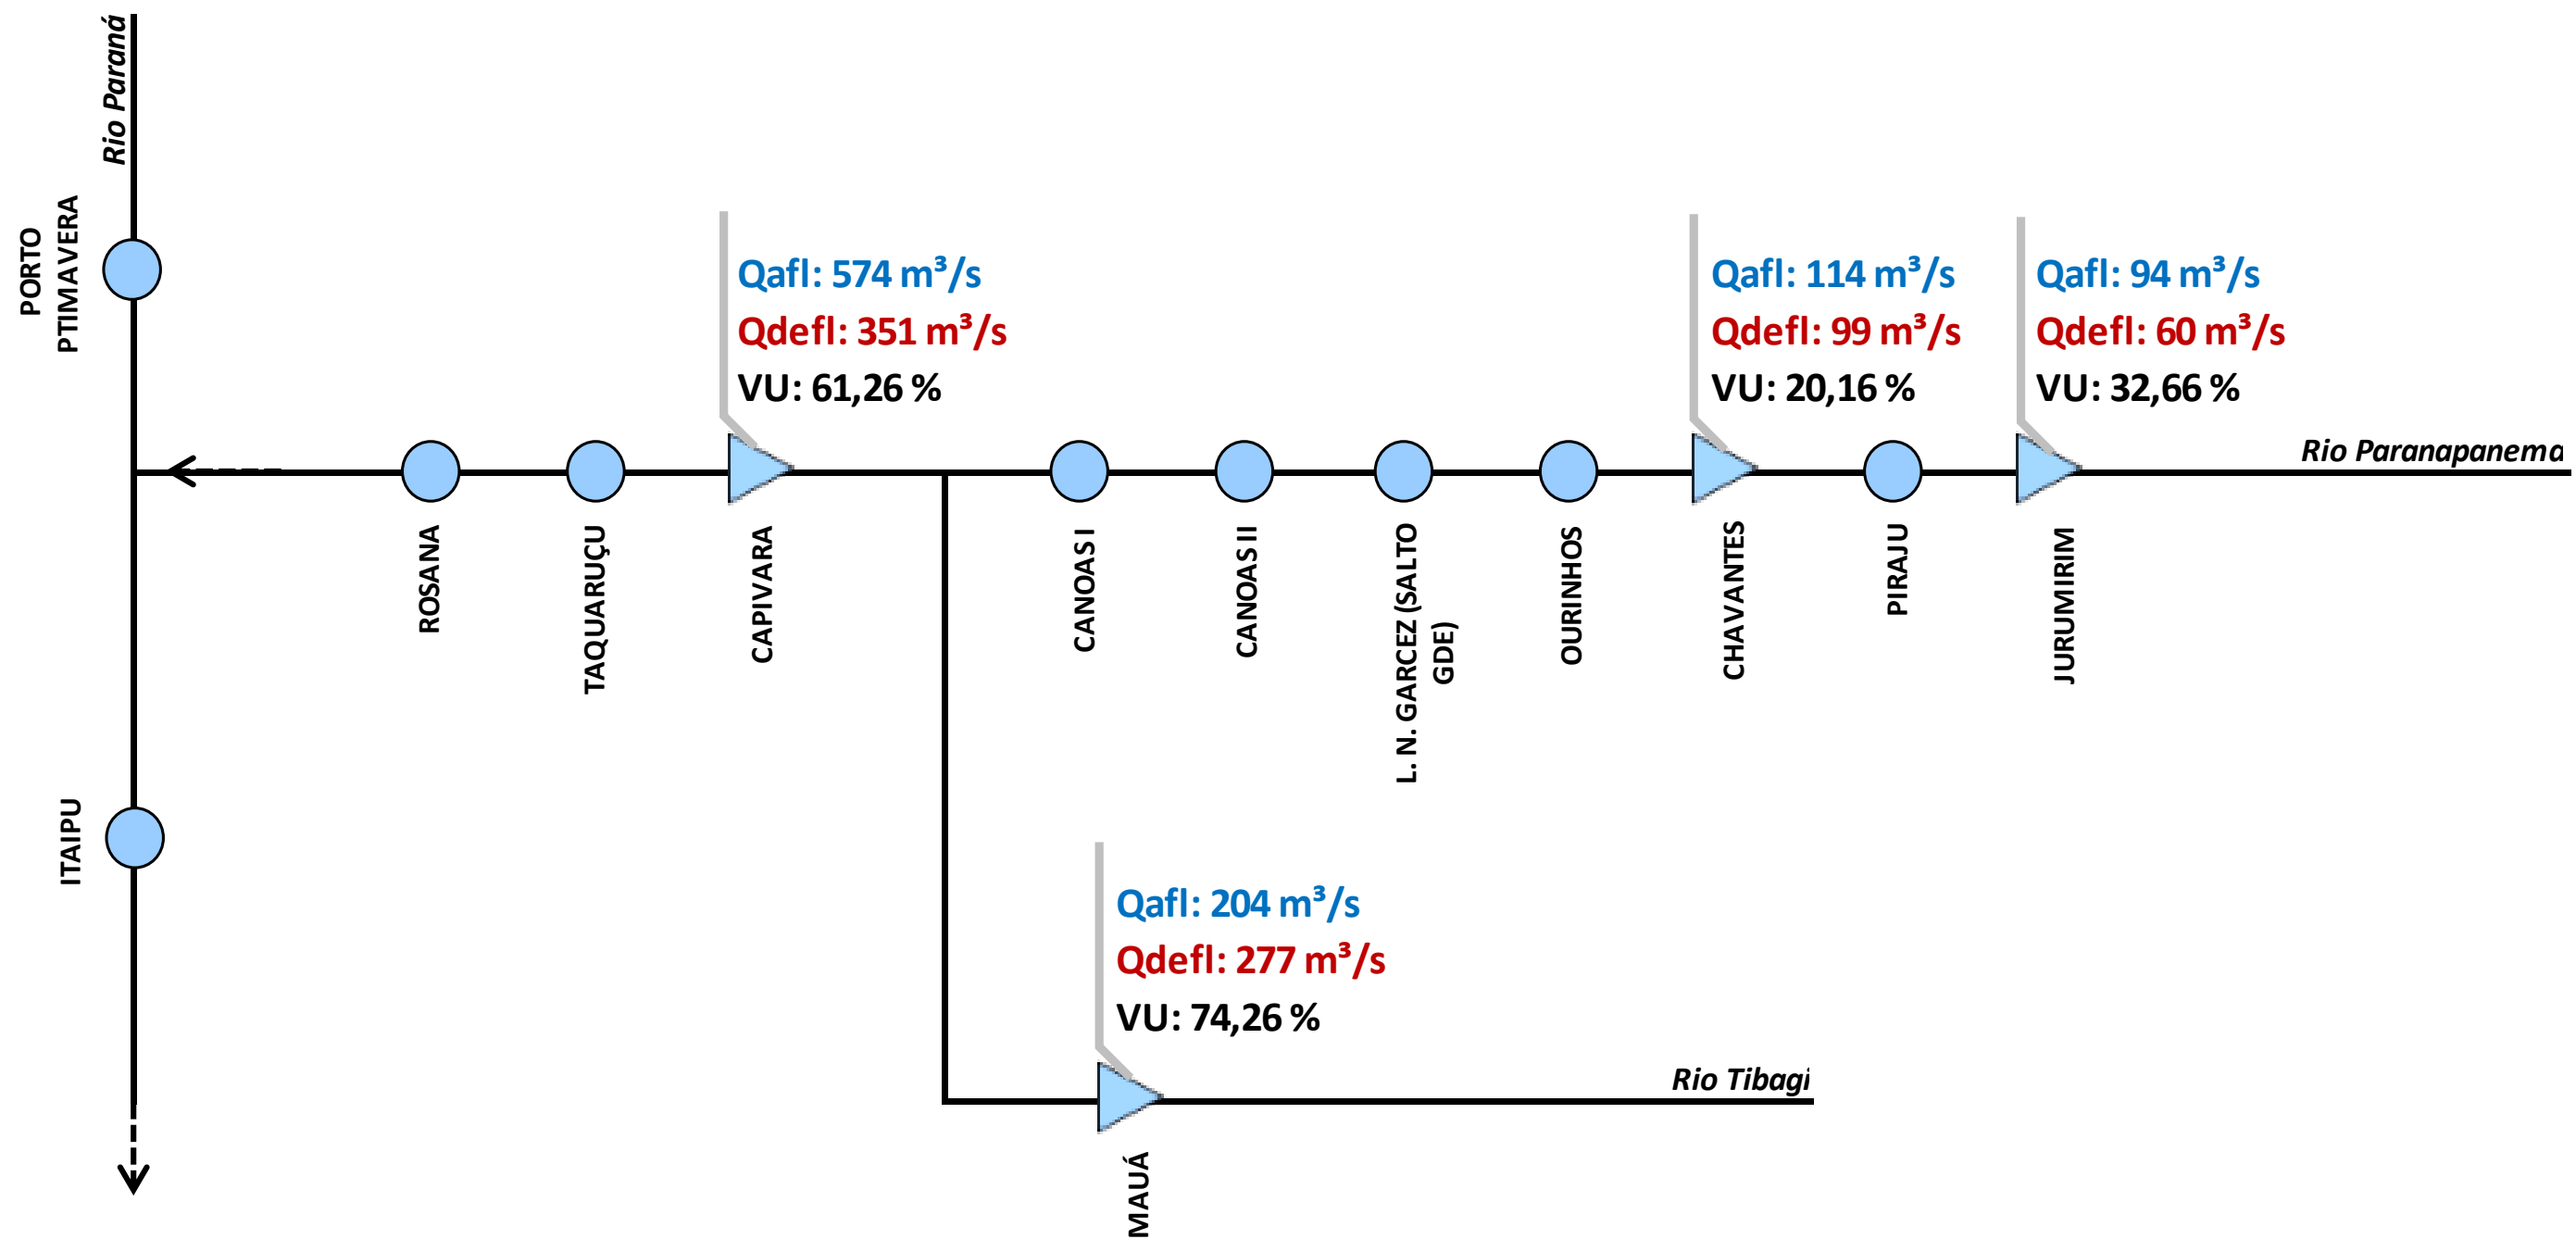 Rio Paraná
PORTO
PTIMAVERA
Qafl: 574 m³/s
Qdefl: 351 m³/s
VU: 61,26 %
Qafl: 114 m³/s
Qdefl: 99 m³/s
VU: 20,16 %
Qafl: 94 m³/s
Qdefl: 60 m³/s
VU: 32,66 %
Rio Paranapanema
ROSANA
TAQUARUÇU
CAPIVARA
CANOAS I
CANOAS II
L. N. GARCEZ (SALTO
GDE)
OURINHOS
CHAVANTES
PIRAJU
JURUMIRIM
ITAIPU
Qafl: 204 m³/s
Qdefl: 277 m³/s
VU: 74,26 %
Rio Tibagi
MAUÁ